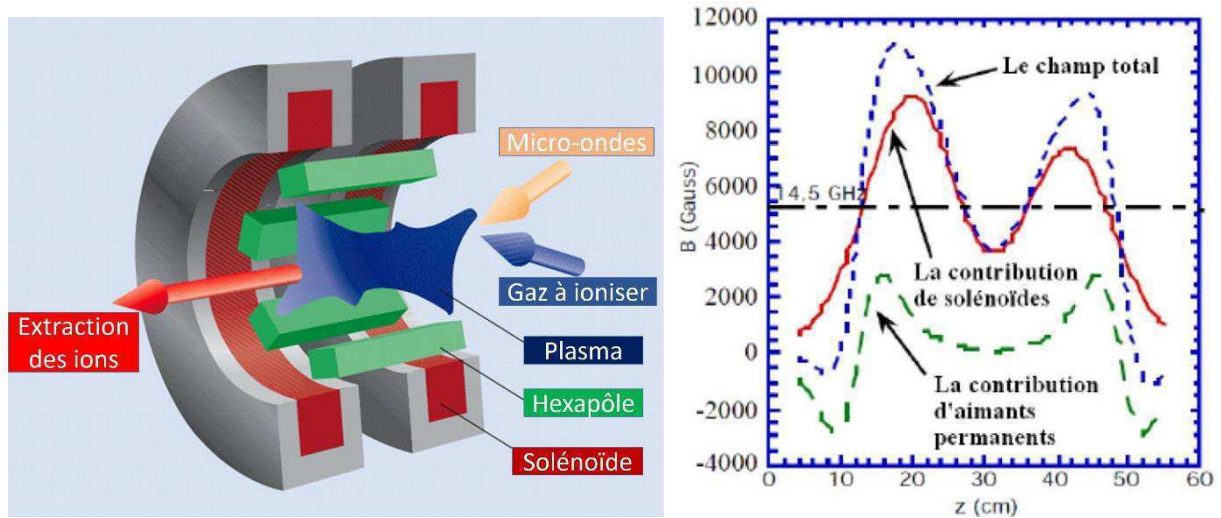 Micro-ondes
Gaz à ioniser
Plasma
Hexapôle
Solénoïde
Extraction
des ions
12000
10000
8000
6000
4000
2000
0
-2000
-4000
B (Gauss)
14,5 GHz
Le champ total
La contribution
de solénoïdes
La contribution
d'aimants
permanents
0
10
20
30
40
50
60
z (cm)